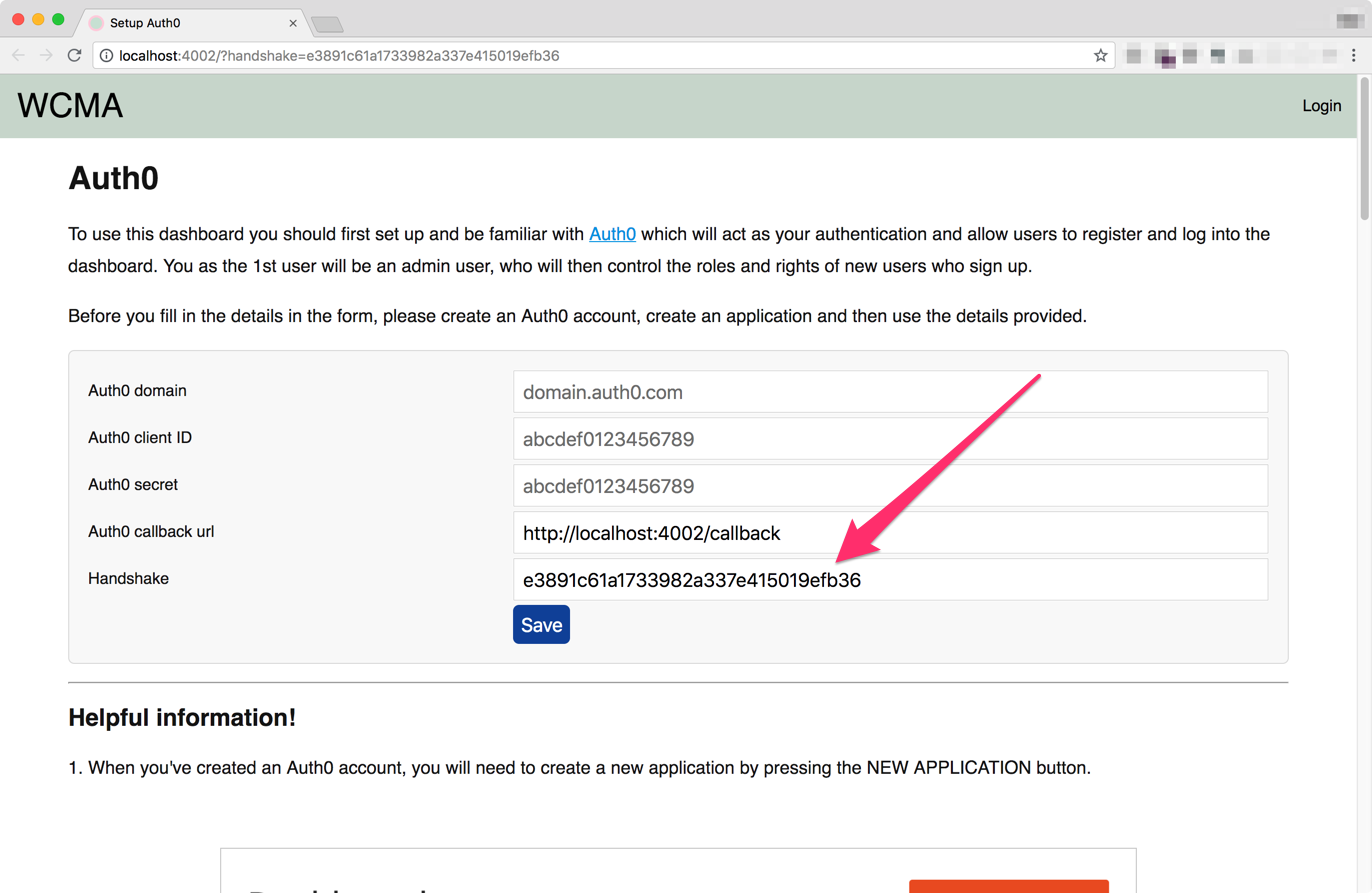 Setup Auth0
localhost:4002/?handshake=e3891c61a1733982a337e415019efb36
WCMA
Login
Auth0
To use this dashboard you should first set up and be familiar with Auth0 which will act as your authentication and allow users to register and log into the
dashboard. You as the 1st user will be an admin user, who will then control the roles and rights of new users who sign up.
Before you fill in the details in the form, please create an Auth0 account, create an application and then use the details provided.
Auth0 domain
domain.auth0.com
Auth0 client ID
abcdef0123456789
Auth0 secret
abcdef0123456789
Auth0 callback url
http://localhost:4002/callback
Handshake
e3891c61a1733982a337e415019efb36
Save
Helpful information!
1. When you've created an Auth0 account, you will need to create a new application by pressing the NEW APPLICATION button.